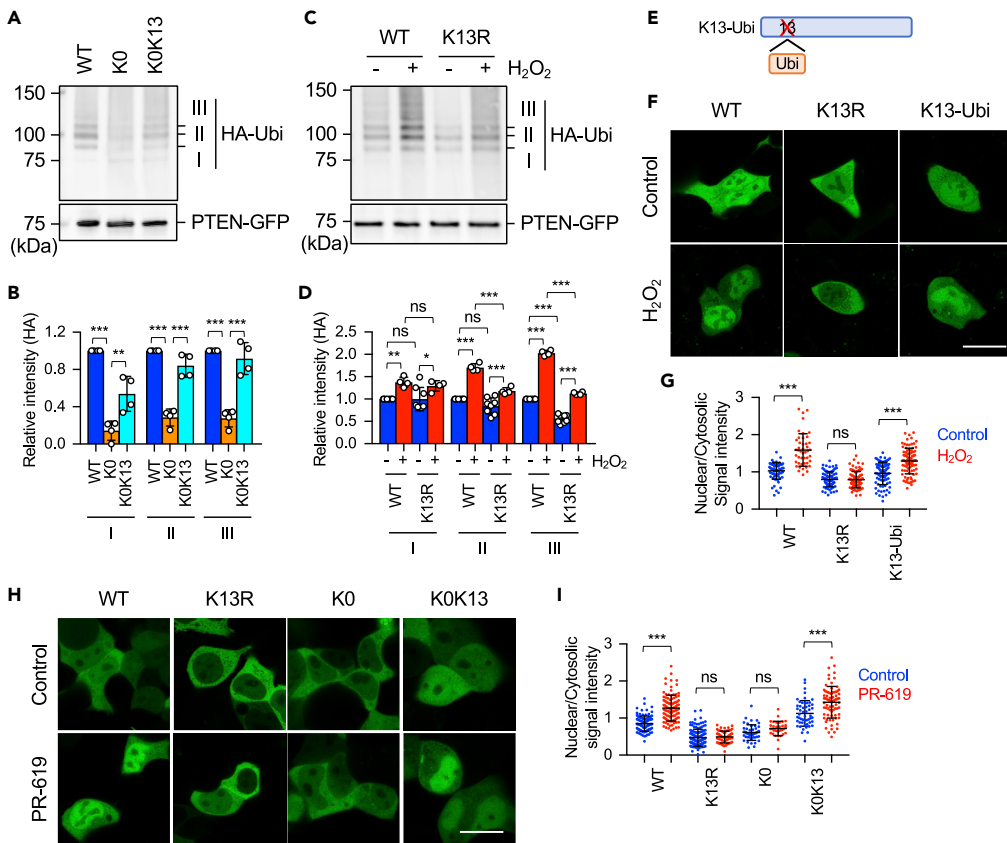 A
WT
K0
K0K13
150
100
75
III
II
I
HA-Ubi
75
(kDa)
PTEN-GFP
B
Relative intensity (HA)
1.2
0.8
0.4
0.0
*** ***
** *** *** *** ***
WT K0 K0K13 WT K0 K0K13 WT K0 K0K13
I II III
C
WT K13R
- + - + H₂O₂
150
100
75
III
II
I
HA-Ubi
75
(kDa)
PTEN-GFP
D
Relative intensity (HA)
2.5
2.0
1.5
1.0
0.5
0.0
ns
ns
** *
***
ns
*** ***
***
***
*** ***
- + - + - + - + - + - + H₂O₂
WT K13R WT K13R WT K13R
I II III
E
K13-Ubi
13
Ubi
F
WT K13R K13-Ubi
Control
H₂O₂
G
Nuclear/Cytosolic
Signal intensity
3
2
1
0
*** ns ***
Control
H₂O₂
WT
K13R
K13-Ubi
H
WT K13R K0 K0K13
Control
PR-619
I
Nuclear/Cytosolic
signal intensity
3
2
1
0
*** ns ns ***
Control
PR-619
WT
K13R
K0
K0K13